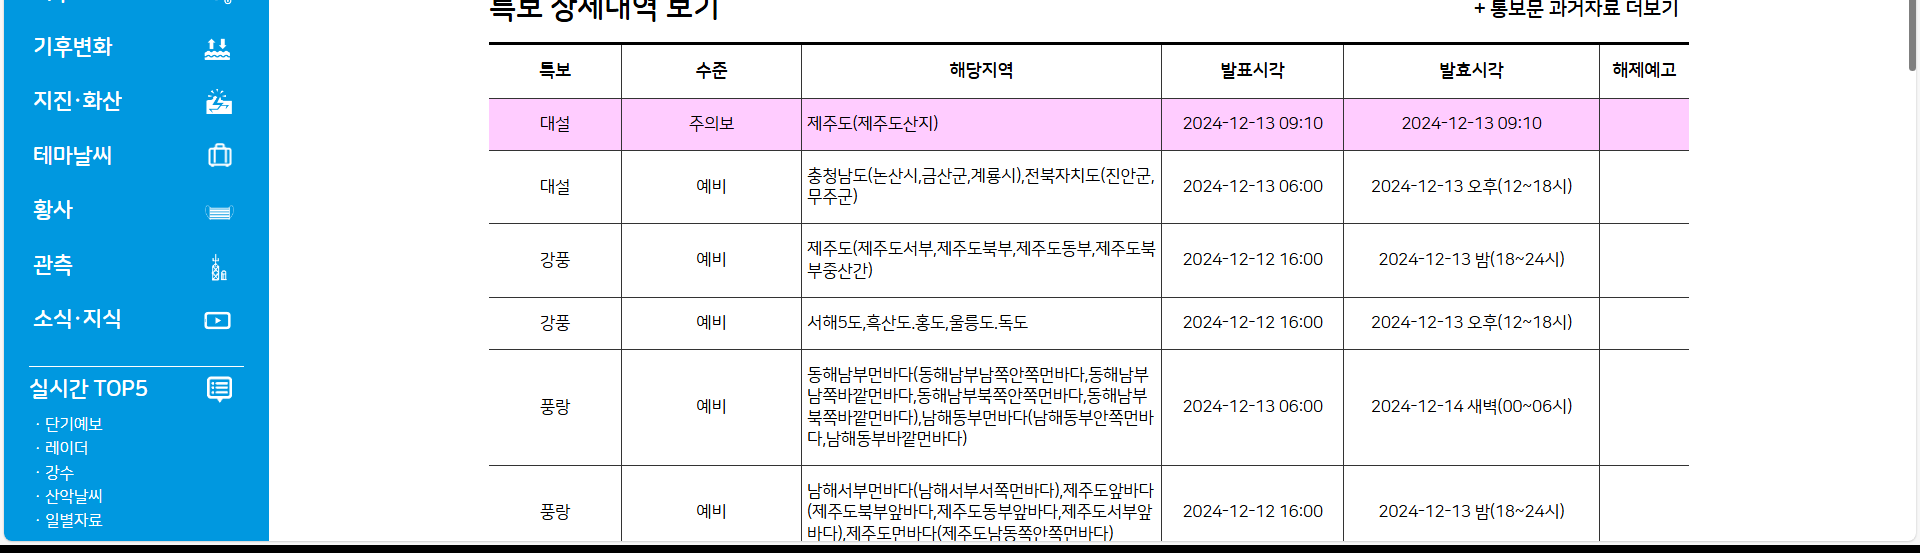 기후변화
지진·화산
테마날씨
황사
관측
소식·지식
실시간 TOP5
· 단기예보
· 레이더
· 강수
· 산악날씨
· 일별자료
특보 상세내역 보기
+ 통보문 과거자료 더보기
특보 수준 해당지역 발표시각 발효시각 해제예고
대설 주의보 제주도(제주도산지) 2024-12-13 09:10 2024-12-13 09:10
대설 예비 충청남도(논산시,금산군,계룡시),전북자치도(진안군,
무주군) 2024-12-13 06:00 2024-12-13 오후(12~18시)
강풍 예비 제주도(제주도서부,제주도북부,제주도동부,제주도북
부중산간) 2024-12-12 16:00 2024-12-13 밤(18~24시)
강풍 예비 서해5도,흑산도.홍도,울릉도.독도 2024-12-12 16:00 2024-12-13 오후(12~18시)
풍랑 예비 동해남부먼바다(동해남부남쪽안쪽먼바다,동해남부
남쪽바깥먼바다,동해남부북쪽안쪽먼바다,동해남부
북쪽바깥먼바다),남해동부먼바다(남해동부안쪽먼바
다,남해동부바깥먼바다) 2024-12-13 06:00 2024-12-14 새벽(00~06시)
풍랑 예비 남해서부먼바다(남해서부서쪽먼바다),제주도앞바다
(제주도북부앞바다,제주도동부앞바다,제주도서부앞
바다),제주도먼바다(제주도남동쪽안쪽먼바다) 2024-12-12 16:00 2024-12-13 밤(18~24시)